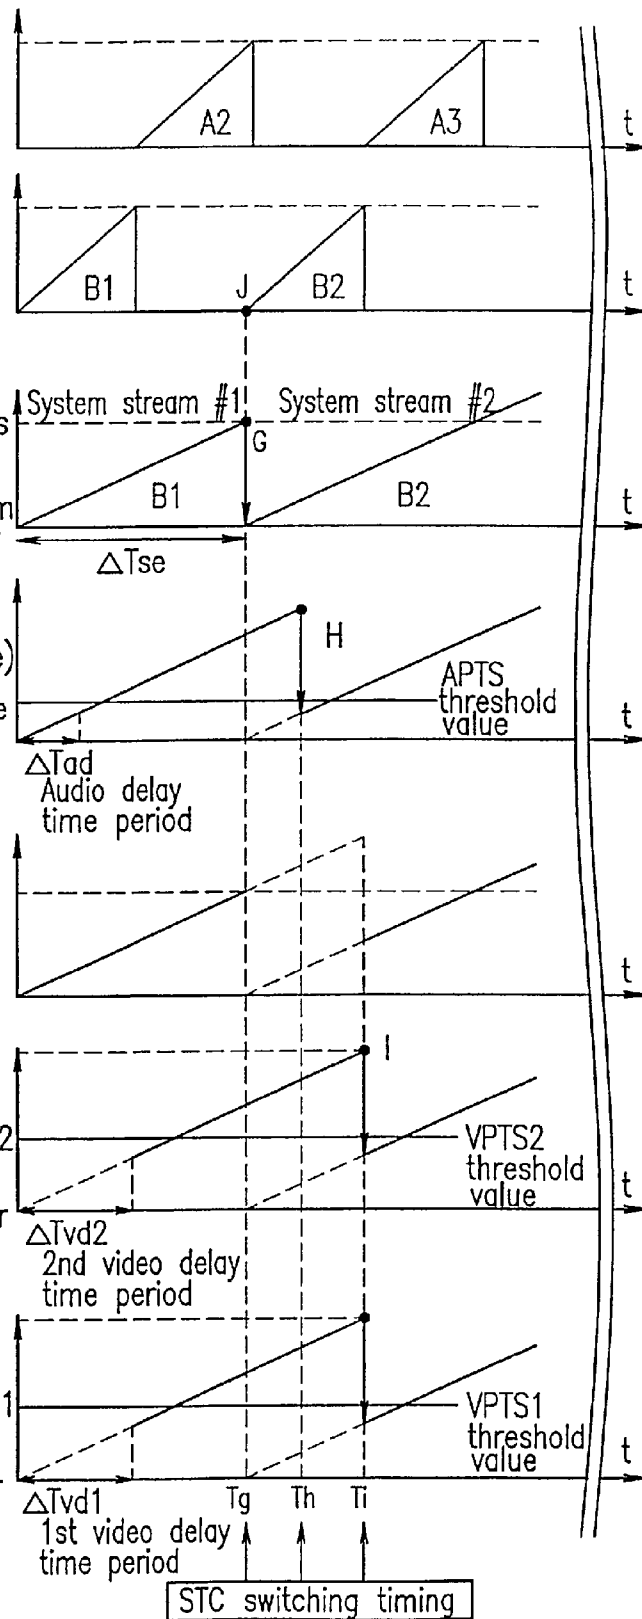 A2
A3
t
B1
J
B2
t
System stream #1
System stream #2
s
G
B1
B2
m
t
△Tse
H
e)
APTS
threshold
value
e
t
△Tad
Audio delay
time period
t
I
2
VPTS2
threshold
value
t
r
△Tvd2
2nd video delay
time period
1
VPTS1
threshold
value
t
△Tvd1
1st video delay
time period
Tg
Th
Ti
STC switching timing